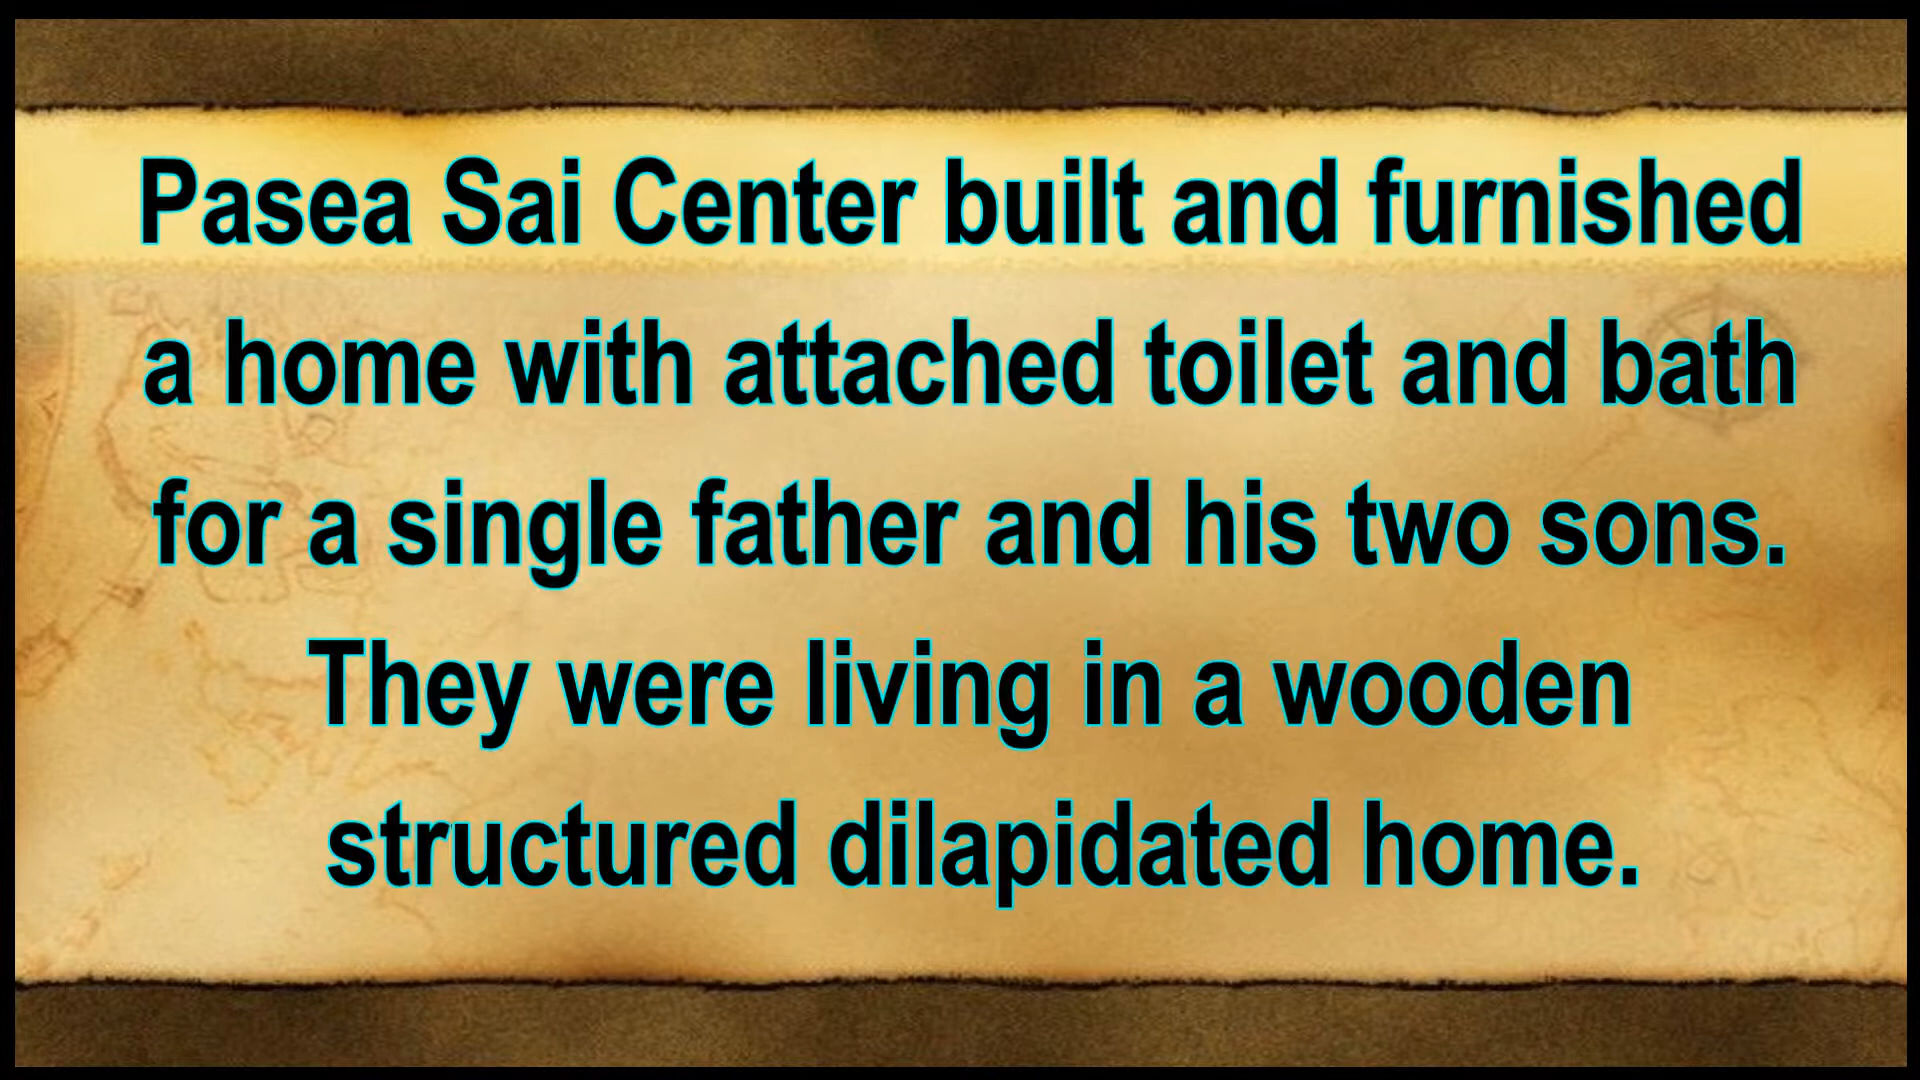 Pasea Sai Center built and furnished
a home with attached toilet and bath
for a single father and his two sons.
They were living in a wooden
structured dilapidated home.